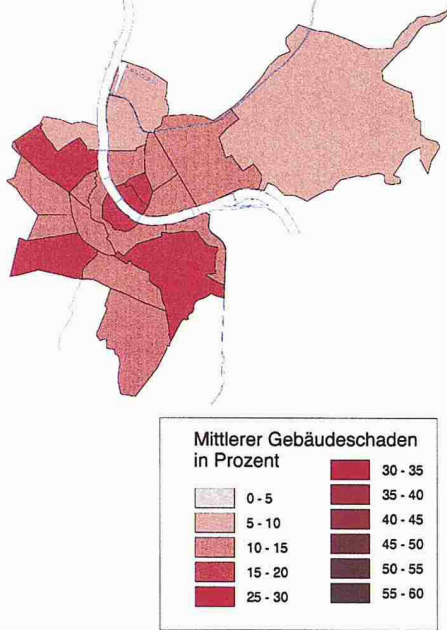 Mittlerer Gebäudeschaden
in Prozent
0 - 5
5 - 10
10 - 15
15 - 20
25 - 30
30 - 35
35 - 40
40 - 45
45 - 50
50 - 55
55 - 60